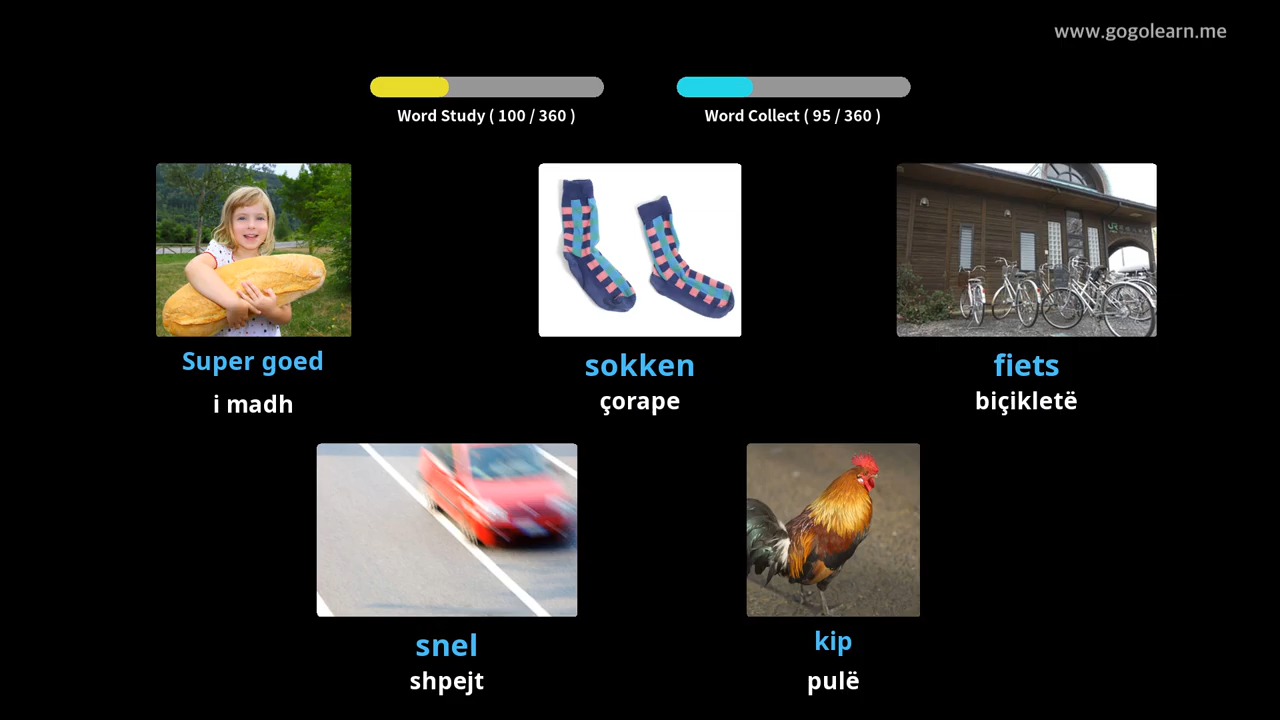 www.gogolearn.me
Word Study ( 100 / 360 )
Word Collect ( 95 / 360 )
Super goed
i madh
sokken
çorape
fiets
biçikletë
snel
shpejt
kip
pulë